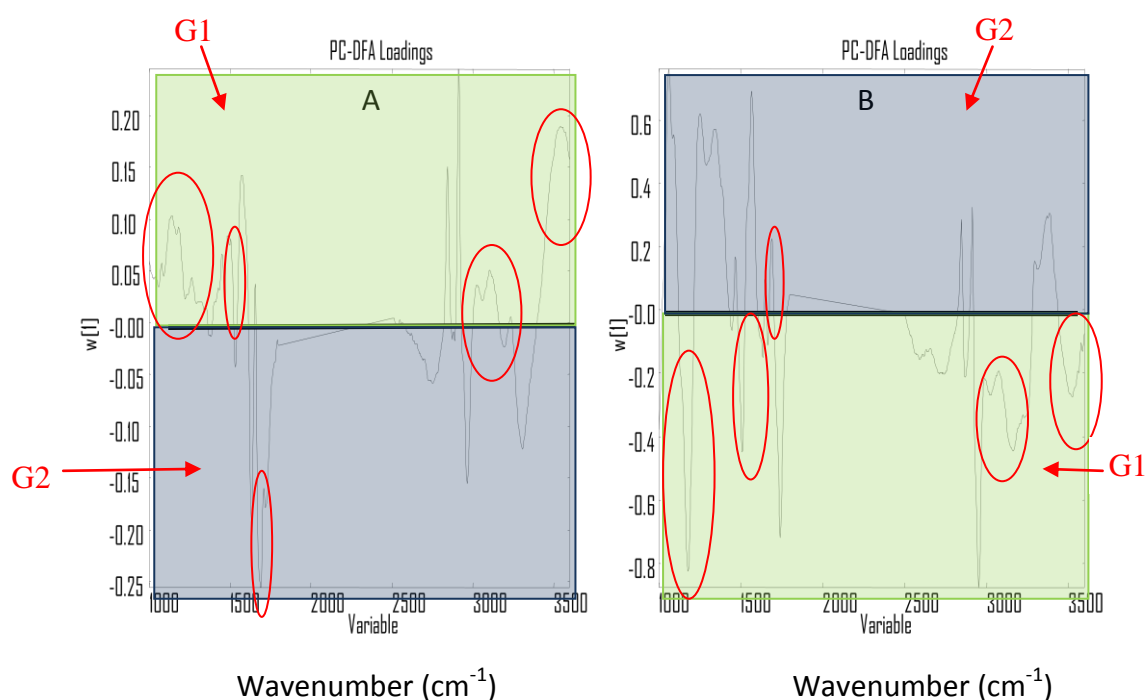 G1
PC-DFA Loadings
A
0.20
0.15
0.10
0.05
-0.00
-0.05
-0.10
-0.15
-0.20
-0.25
w[1]
G2
1000 1500 2000 2500 3000 3500
Variable
Wavenumber (cm-1)
G2
PC-DFA Loadings
B
0.6
0.4
0.2
-0.0
-0.2
-0.4
-0.6
-0.8
w[1]
G1
1000 1500 2000 2500 3000 3500
Variable
Wavenumber (cm-1)